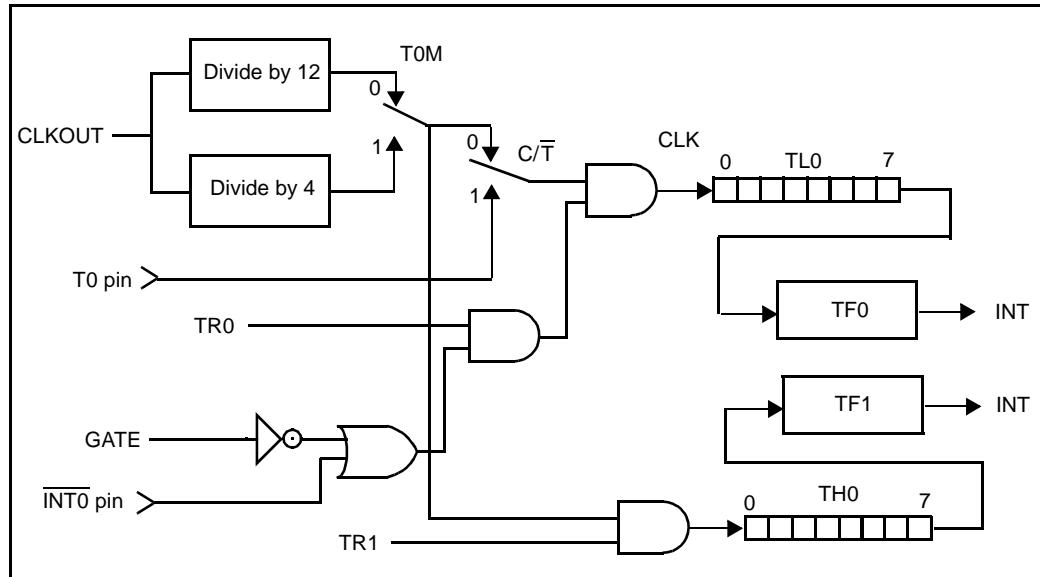 Divide by 12
T0M
0
CLKOUT
1
Divide by 4
0
C/T̅
1
CLK
0 TL0 7
T0 pin
TR0
TF0
INT
TF1
INT
GATE
I̅N̅T̅0̅ pin
0 TH0 7
TR1